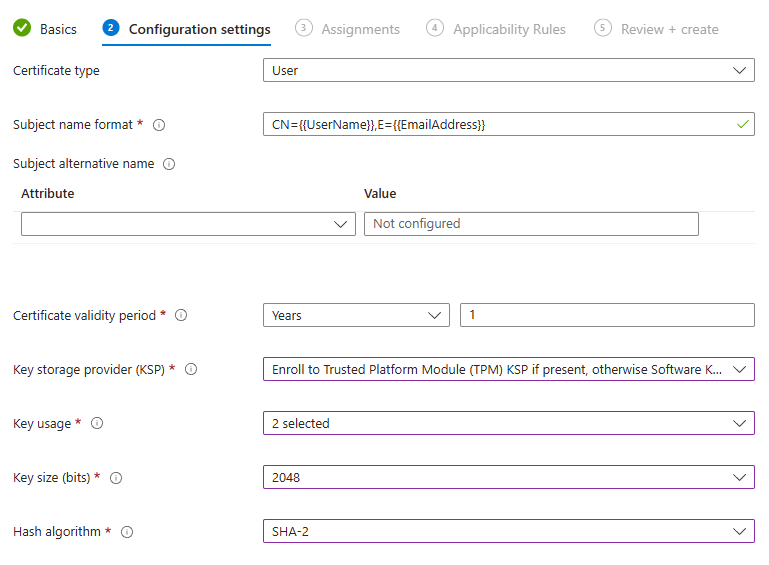 Basics 2 Configuration settings 3 Assignments 4 Applicability Rules 5 Review + create
Certificate type User
Subject name format * CN={{UserName}},E={{EmailAddress}}
Subject alternative name
Attribute Value
Not configured
Certificate validity period * Years 1
Key storage provider (KSP) * Enroll to Trusted Platform Module (TPM) KSP if present, otherwise Software K...
Key usage * 2 selected
Key size (bits) * 2048
Hash algorithm * SHA-2